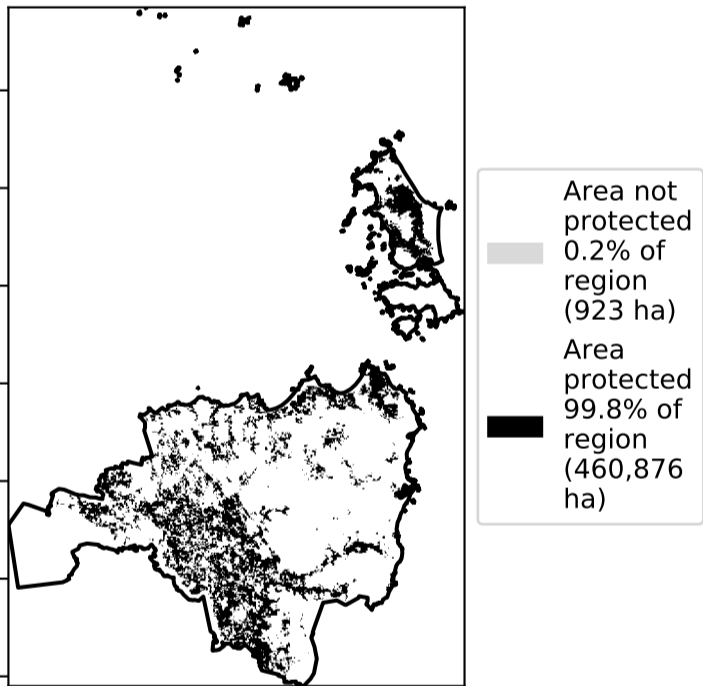 Area not
protected
0.2% of
region
(923 ha)
Area
protected
99.8% of
region
(460,876
ha)